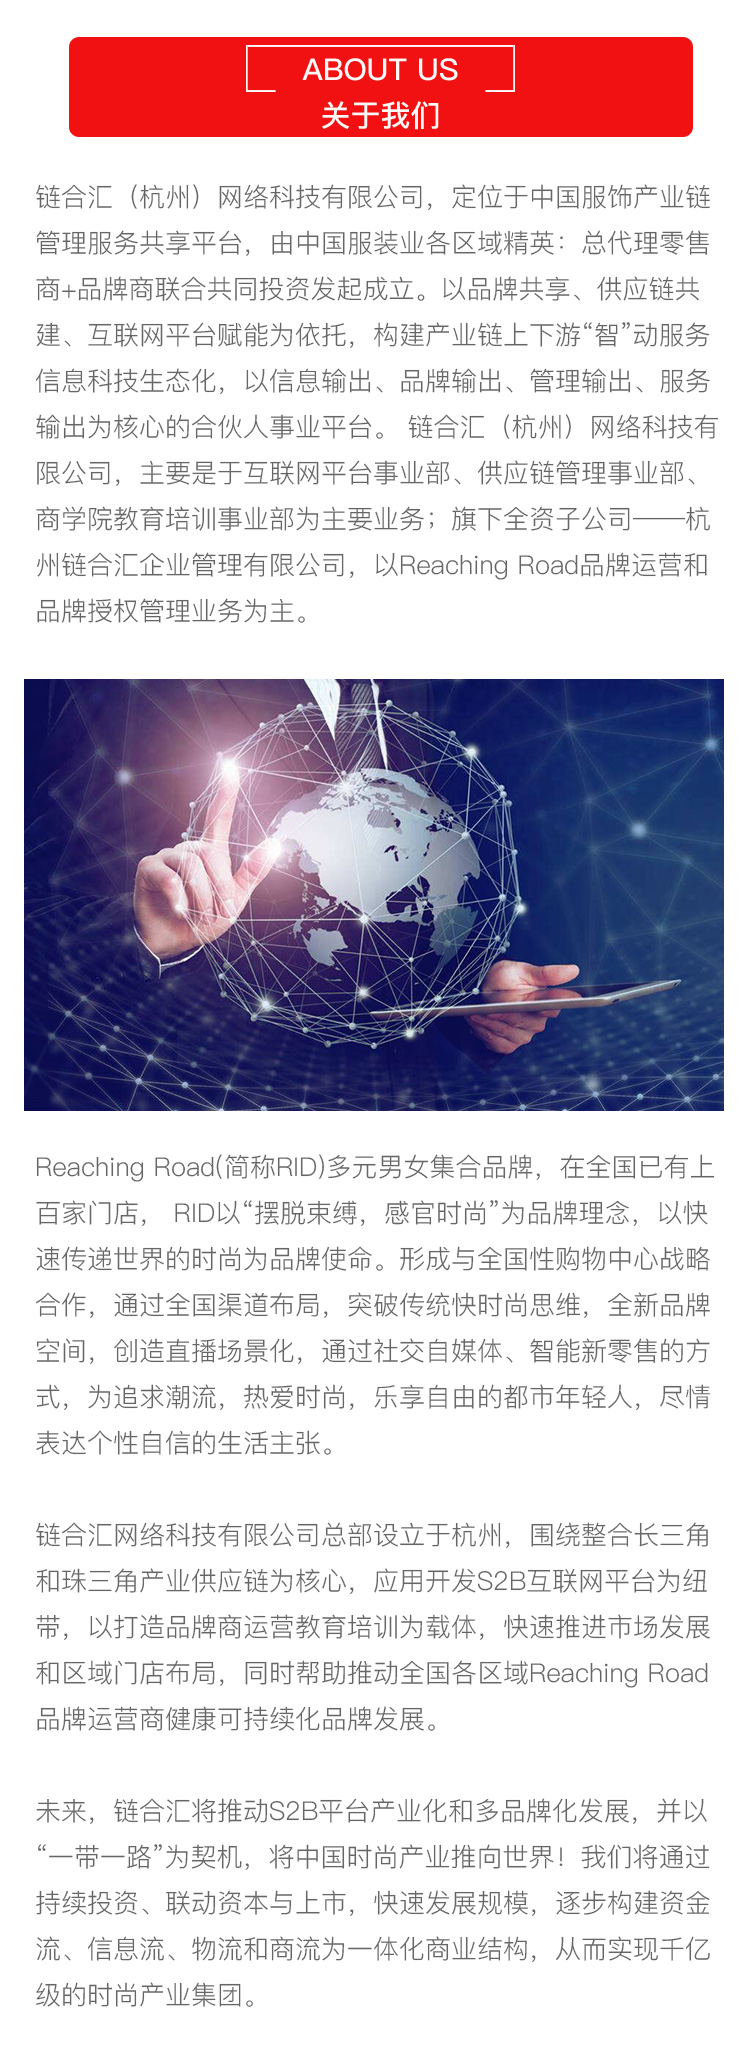 ABOUT US
关于我们
链合汇（杭州）网络科技有限公司，定位于中国服饰产业链
管理服务共享平台，由中国服装业各区域精英：总代理零售
商+品牌商联合共同投资发起成立。以品牌共享、供应链共
建、互联网平台赋能为依托，构建产业链上下游“智”动服务
信息科技生态化，以信息输出、品牌输出、管理输出、服务
输出为核心的合伙人事业平台。 链合汇（杭州）网络科技有
限公司，主要是于互联网平台事业部、供应链管理事业部、
商学院教育培训事业部为主要业务；旗下全资子公司——杭
州链合汇企业管理有限公司，以Reaching Road品牌运营和
品牌授权管理业务为主。
Reaching Road(简称RID)多元男女集合品牌，在全国已有上
百家门店， RID以“摆脱束缚，感官时尚”为品牌理念，以快
速传递世界的时尚为品牌使命。形成与全国性购物中心战略
合作，通过全国渠道布局，突破传统快时尚思维，全新品牌
空间，创造直播场景化，通过社交自媒体、智能新零售的方
式，为追求潮流，热爱时尚，乐享自由的都市年轻人，尽情
表达个性自信的生活主张。
链合汇网络科技有限公司总部设立于杭州，围绕整合长三角
和珠三角产业供应链为核心，应用开发S2B互联网平台为纽
带，以打造品牌商运营教育培训为载体，快速推进市场发展
和区域门店布局，同时帮助推动全国各区域Reaching Road
品牌运营商健康可持续化品牌发展。
未来，链合汇将推动S2B平台产业化和多品牌化发展，并以
“一带一路”为契机，将中国时尚产业推向世界！我们将通过
持续投资、联动资本与上市，快速发展规模，逐步构建资金
流、信息流、物流和商流为一体化商业结构，从而实现千亿
级的时尚产业集团。